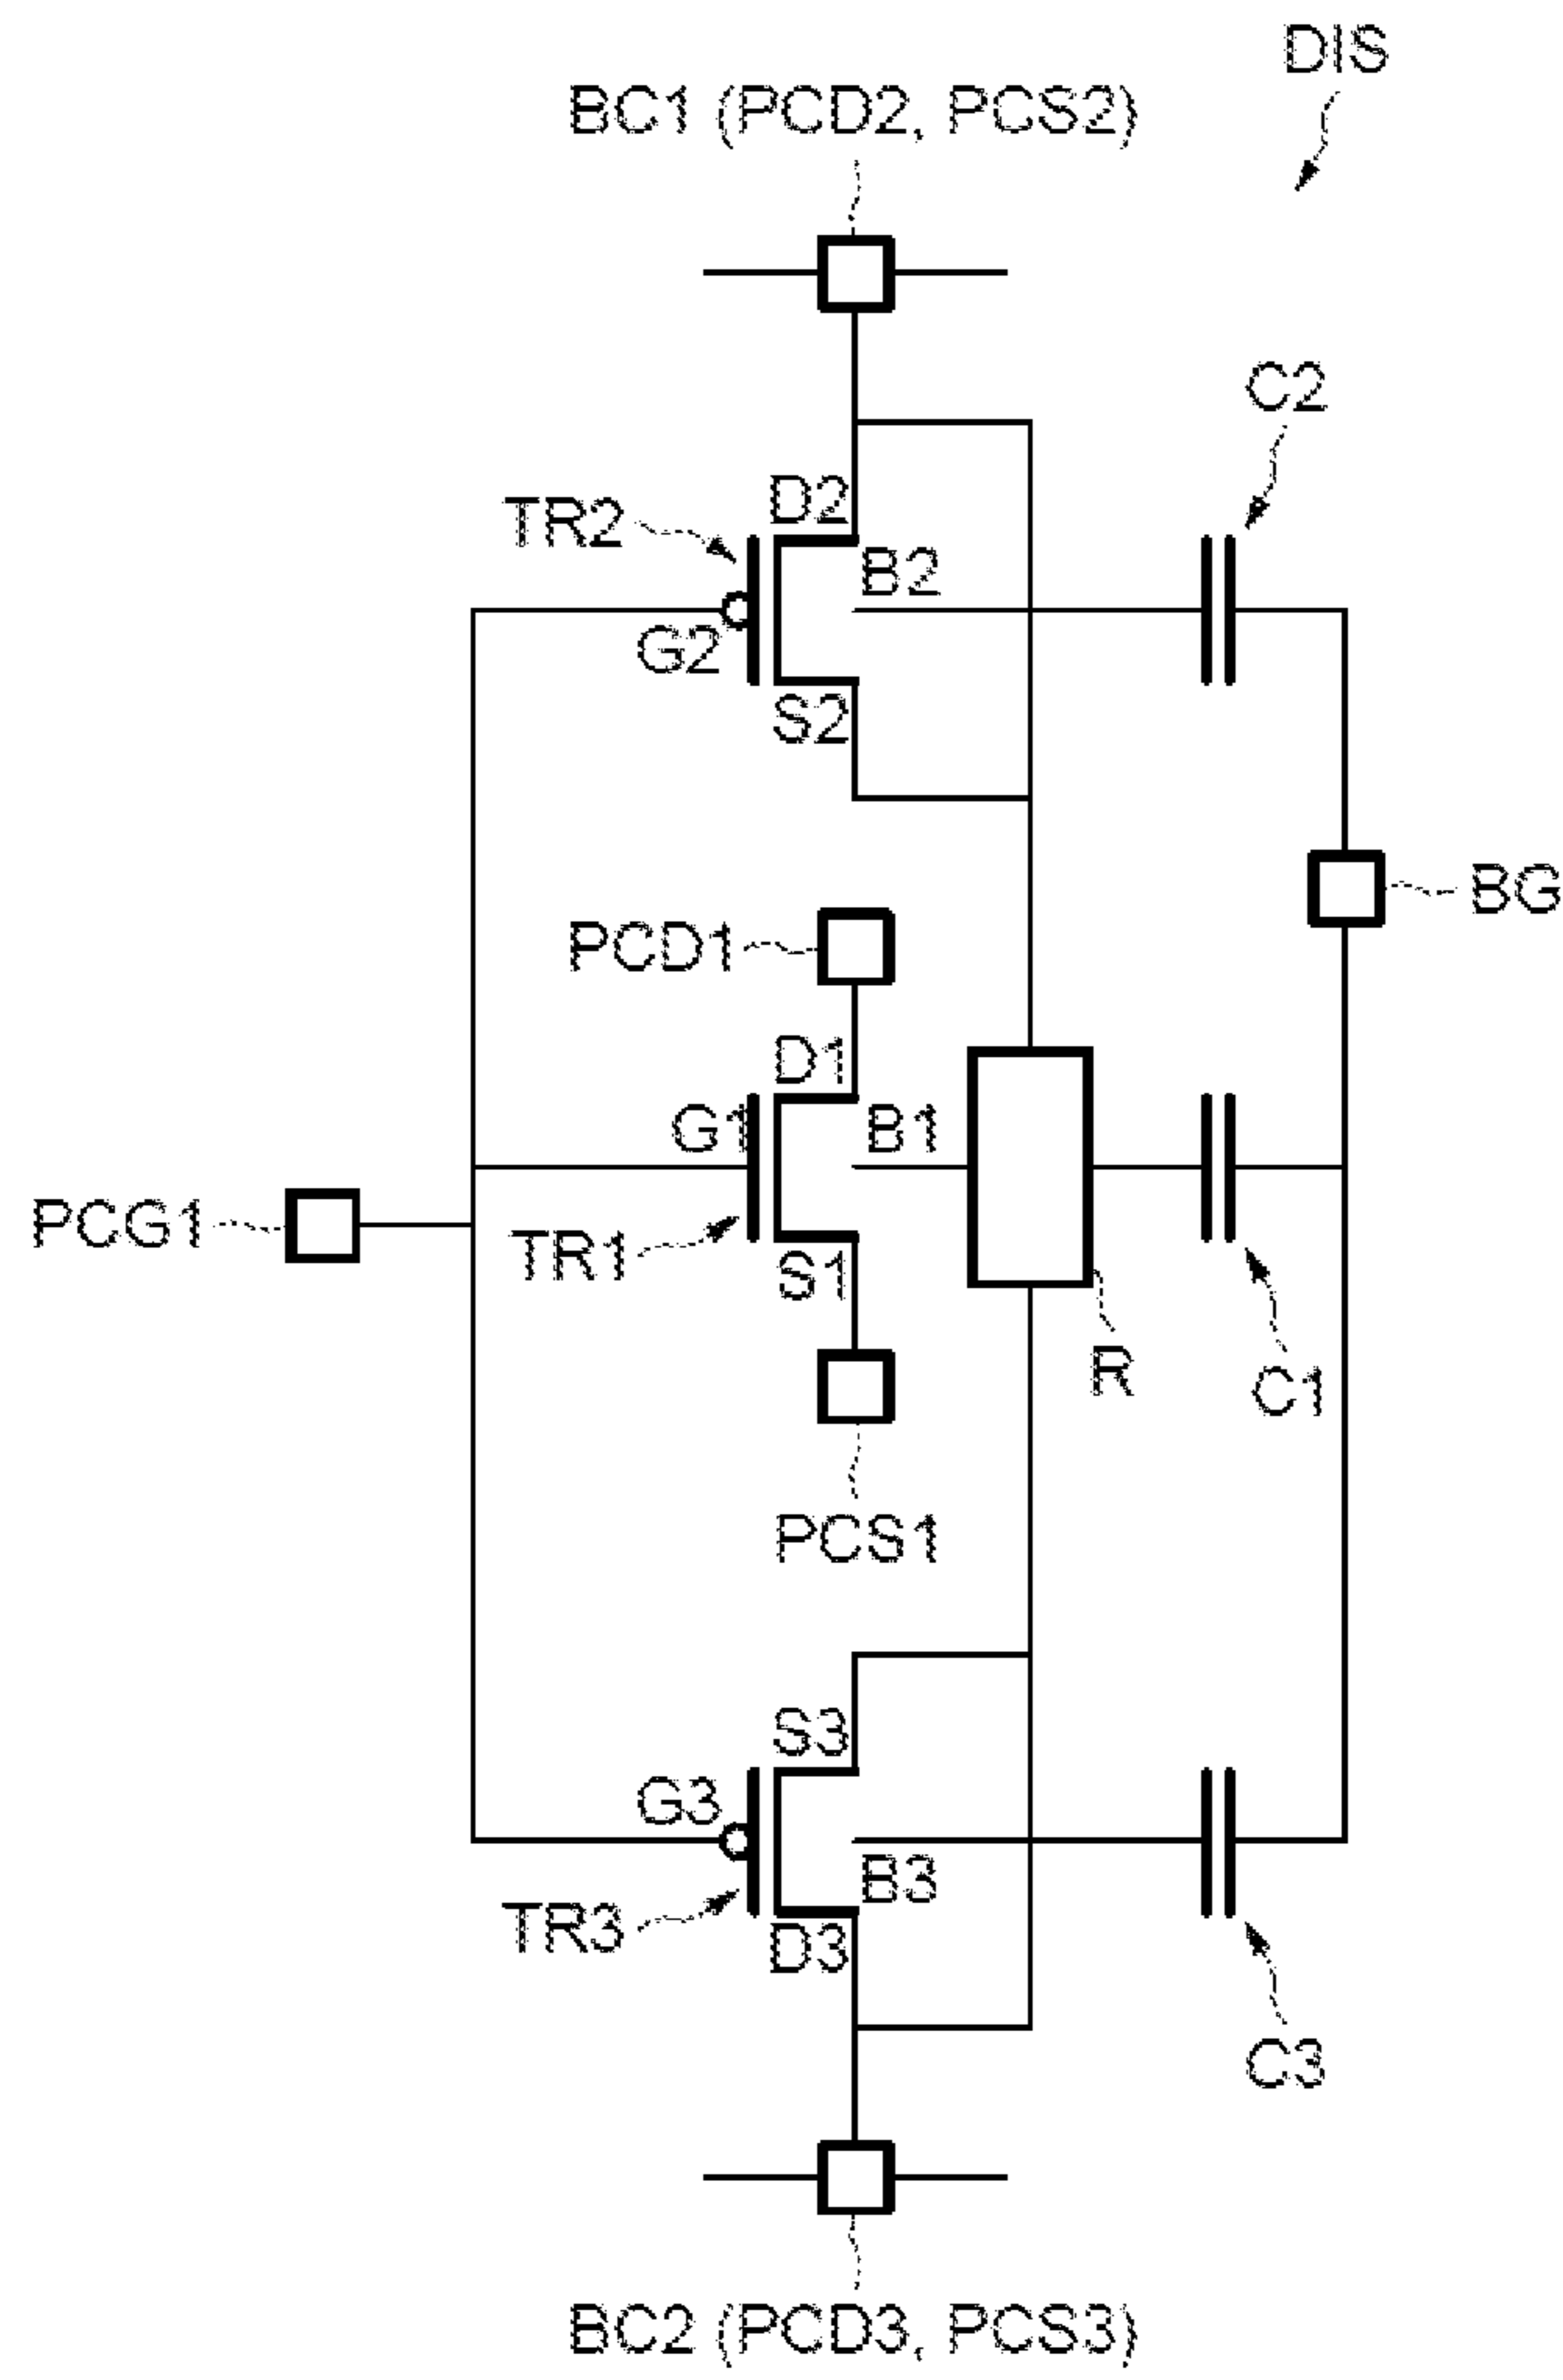 DIS
BC1 (PCD2, PCS2)
C2
D2
TR2
B2
G2
S2
BG
PCD1
D1
G1
B1
PCG1
TR1
S1
R
C1
PCS1
S3
G3
B3
TR3
D3
C3
BC2 (PCD3, PCS3)